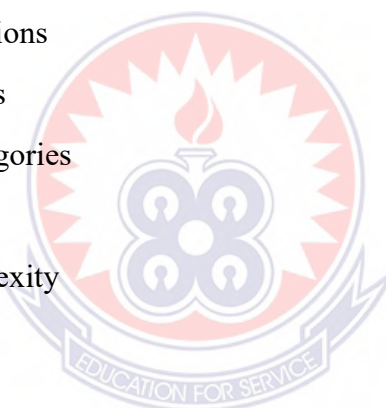 ions
s
gories
exity
EDUCATION FOR SERVICE